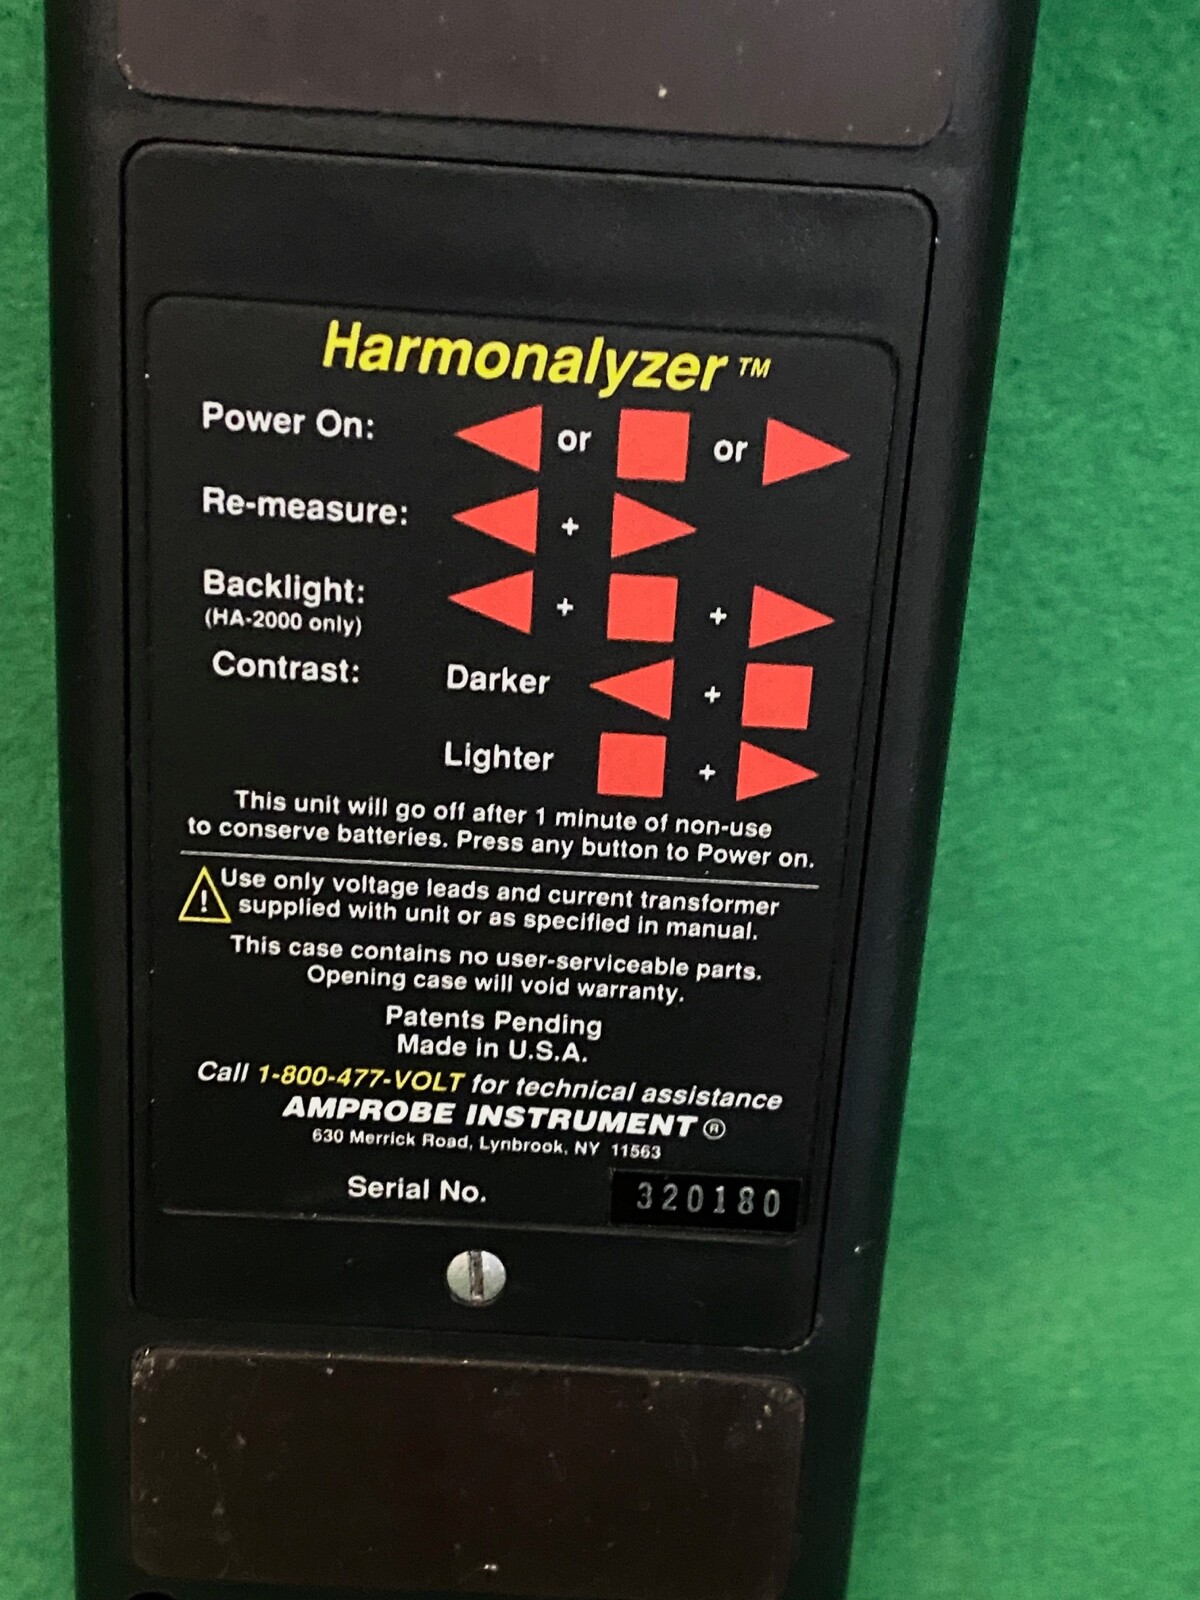 Harmonalyzer™
Power On: or or
Re-measure: +
Backlight: + +
(HA-2000 only)
Contrast: Darker +
Lighter +
This unit will go off after 1 minute of non-use
to conserve batteries. Press any button to Power on.
! Use only voltage leads and current transformer
supplied with unit or as specified in manual.
This case contains no user-serviceable parts.
Opening case will void warranty.
Patents Pending
Made in U.S.A.
Call 1-800-477-VOLT for technical assistance
AMPROBE INSTRUMENT®
630 Merrick Road, Lynbrook, NY 11563
Serial No. 320180